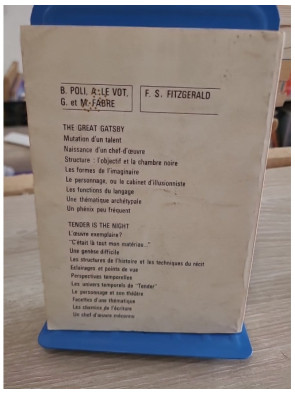 B. POLI, A. LE VOT,
G. et M. FABRE
F. S. FITZGERALD
THE GREAT GATSBY
Mutation d'un talent
Naissance d'un chef-d'œuvre
Structure : l'objectif et la chambre noire
Les formes de l'imaginaire
Le personnage, ou le cabinet d'illusionniste
Les fonctions du langage
Une thématique archétypale
Un phénix peu fréquent
TENDER IS THE NIGHT
L'œuvre exemplaire?
"C'était là tout mon matériau..."
Une genèse difficile
Les structures de l'histoire et les techniques du récit
Eclairages et points de vue
Perspectives temporelles
Les univers temporels de "Tender"
Le personnage et son théâtre
Facettes d'une thématique
Les chemins de l'écriture
Un chef d'œuvre méconnu